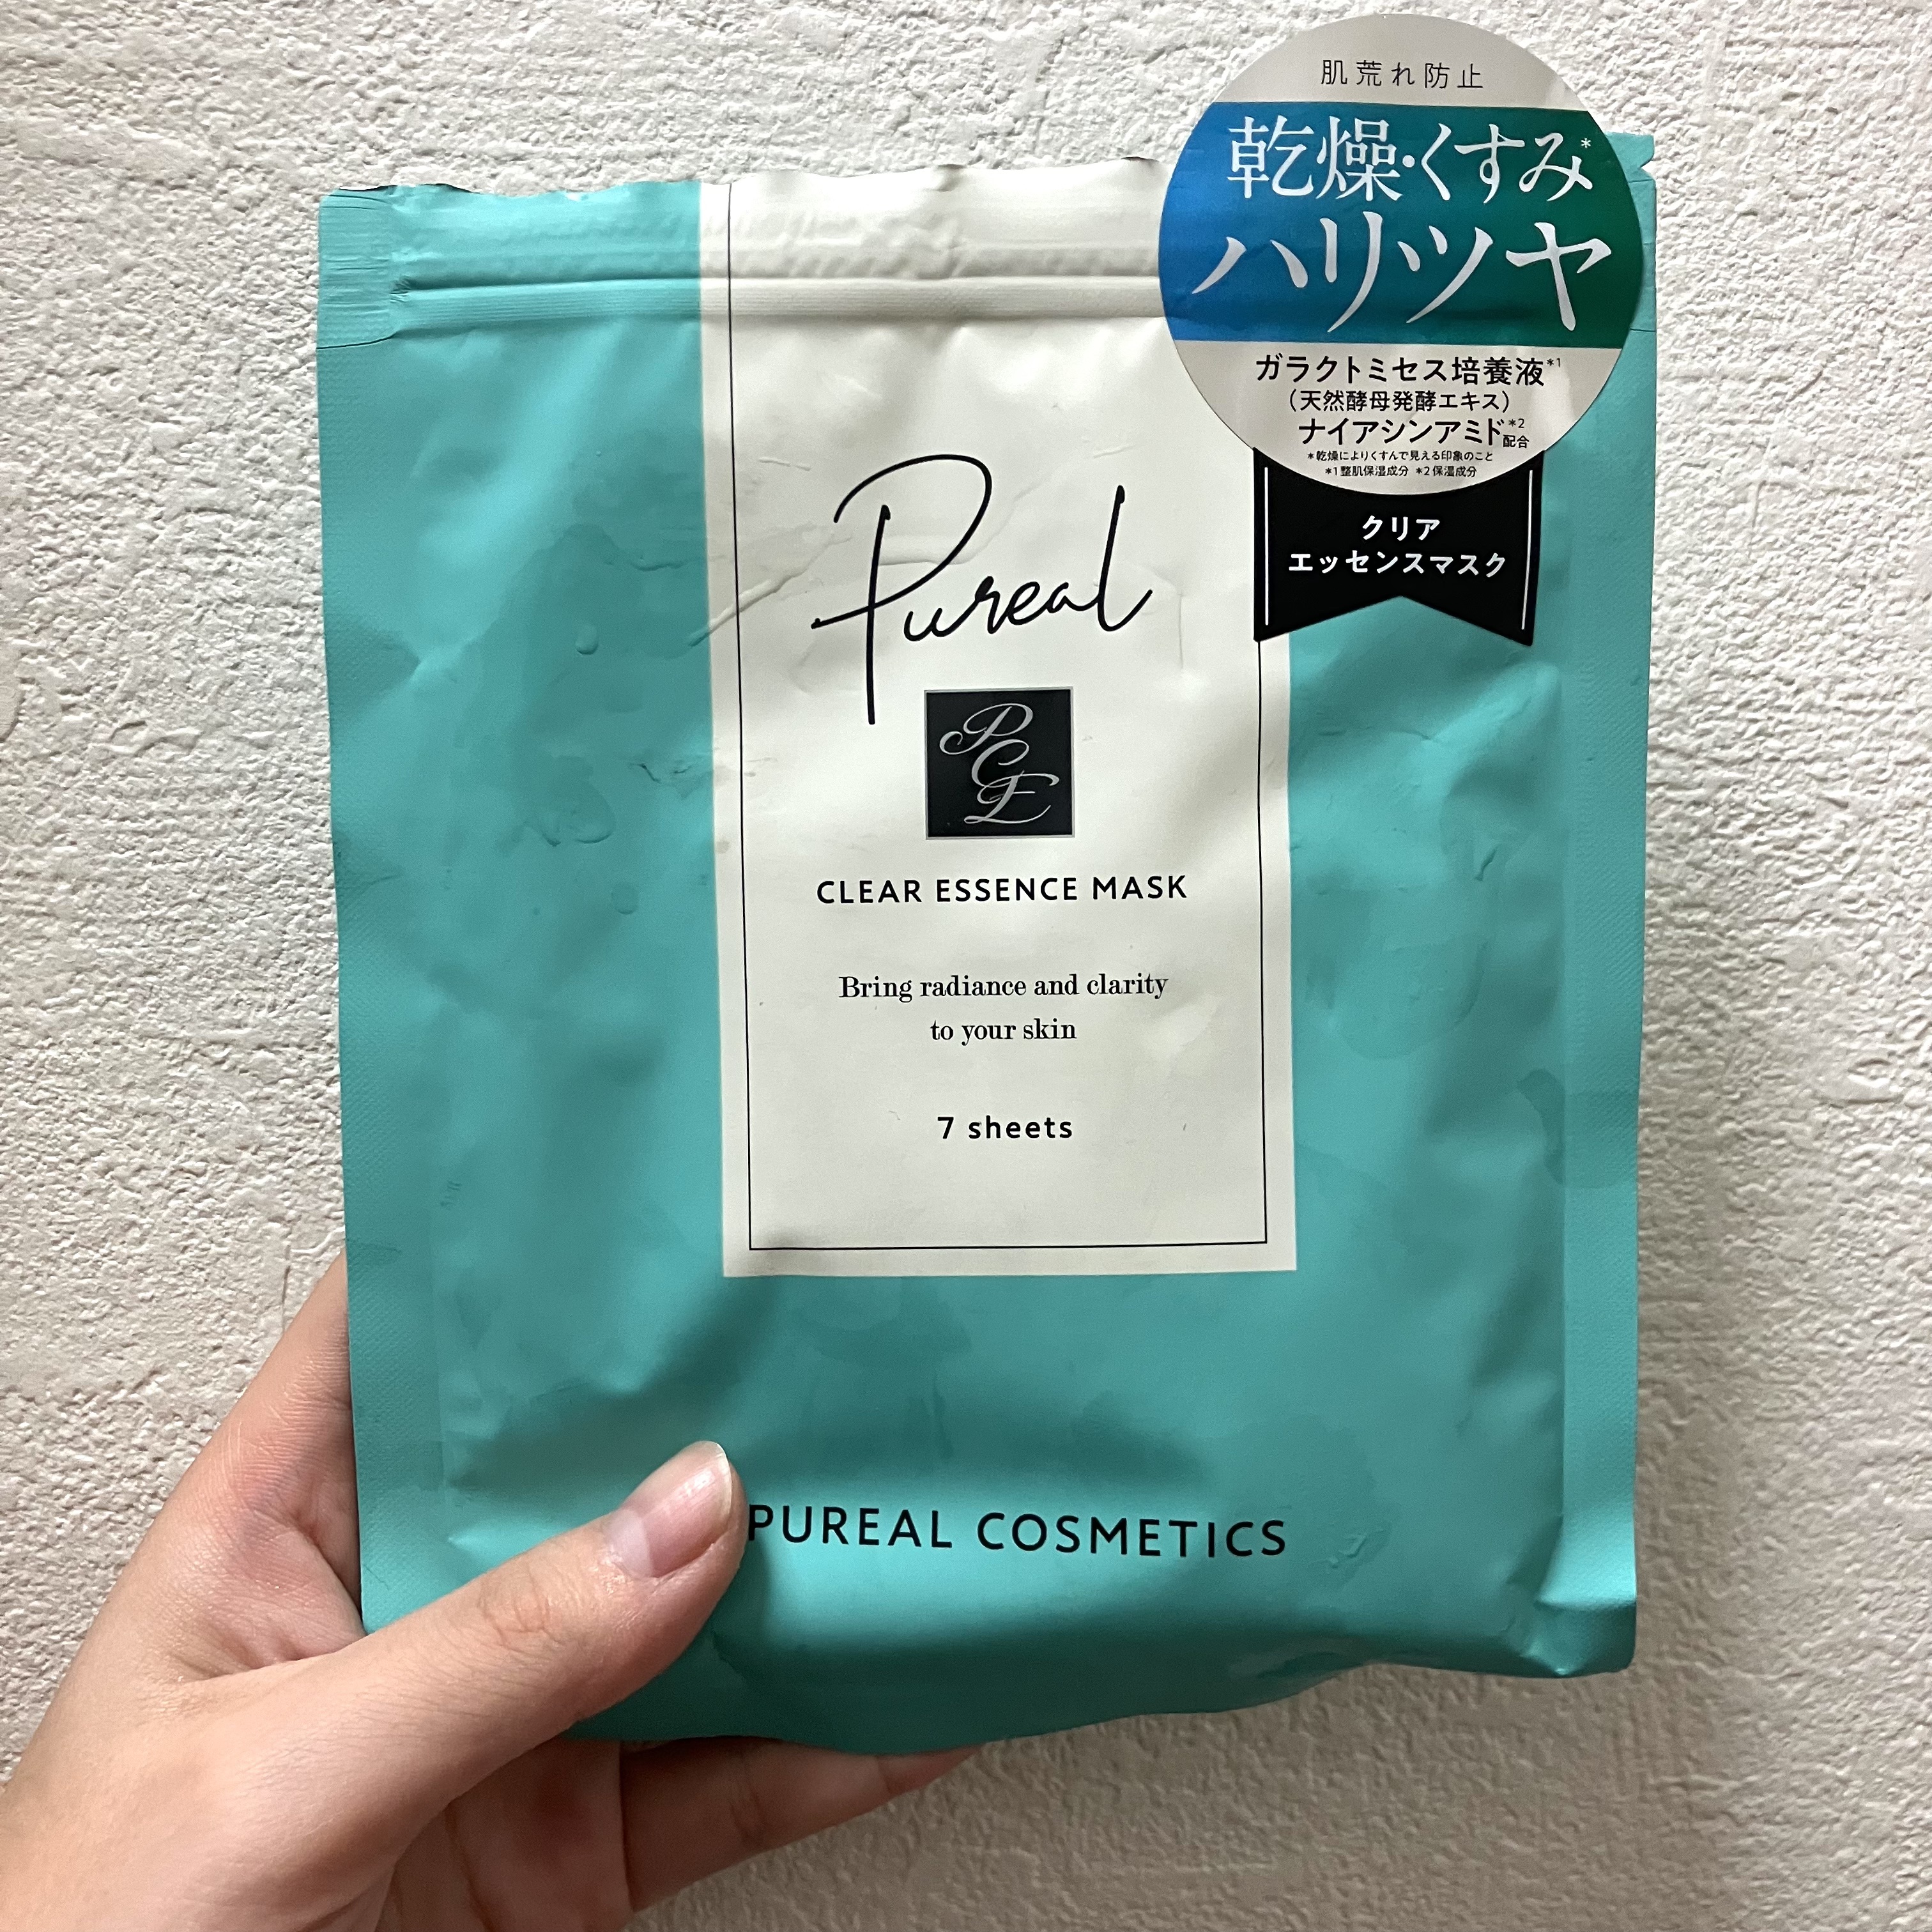 肌荒れ防止
乾燥・くすみ*
ハリ・ツヤ
ガラクトミセス培養液*1
（天然酵母発酵エキス）
ナイアシンアミド*2配合
*乾燥によりくすんで見える印象のこと
*1整肌保湿成分 *2保湿成分
クリア
エッセンスマスク
Pureal
PCE
CLEAR ESSENCE MASK
Bring radiance and clarity
to your skin
7 sheets
PUREAL COSMETICS